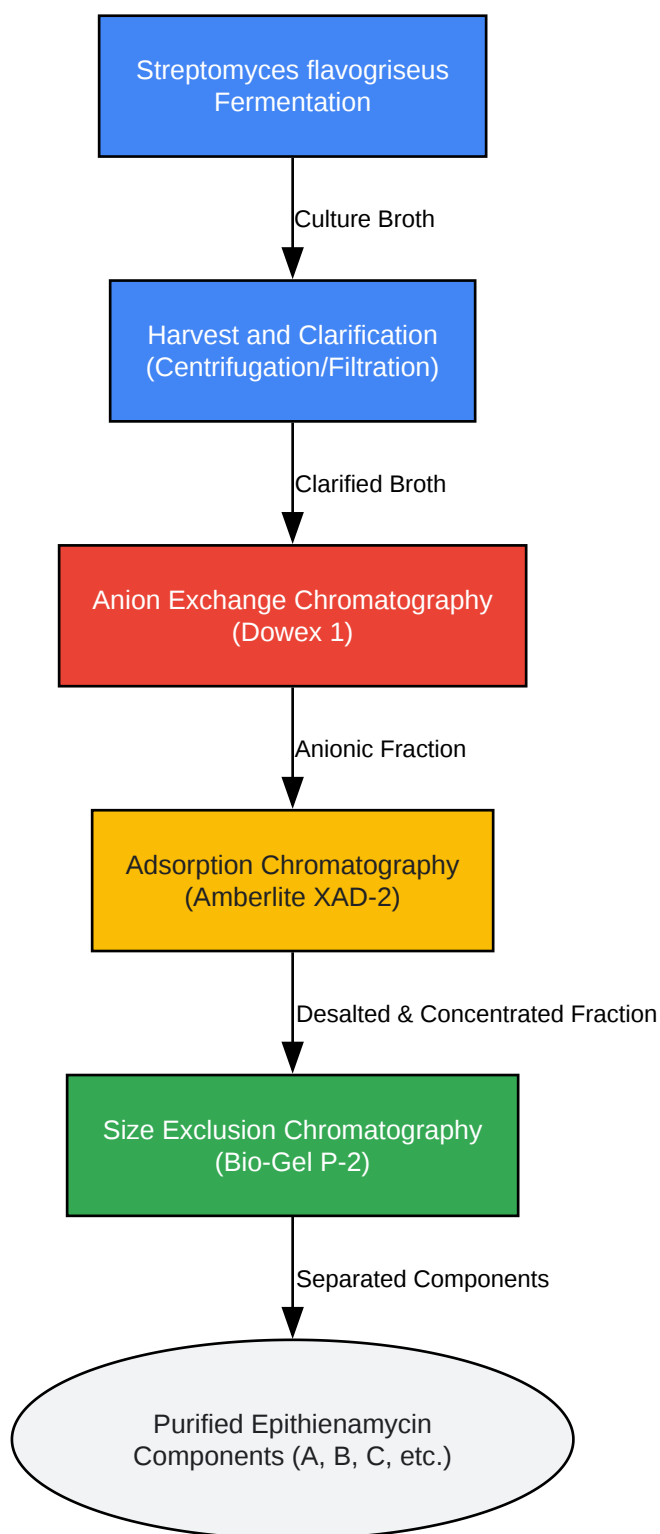 Streptomyces flavogriseus
Fermentation
Culture Broth
Harvest and Clarification
(Centrifugation/Filtration)
Clarified Broth
Anion Exchange Chromatography
(Dowex 1)
Anionic Fraction
Adsorption Chromatography
(Amberlite XAD-2)
Desalted & Concentrated Fraction
Size Exclusion Chromatography
(Bio-Gel P-2)
Separated Components
Purified Epithienamycin
Components (A, B, C, etc.)